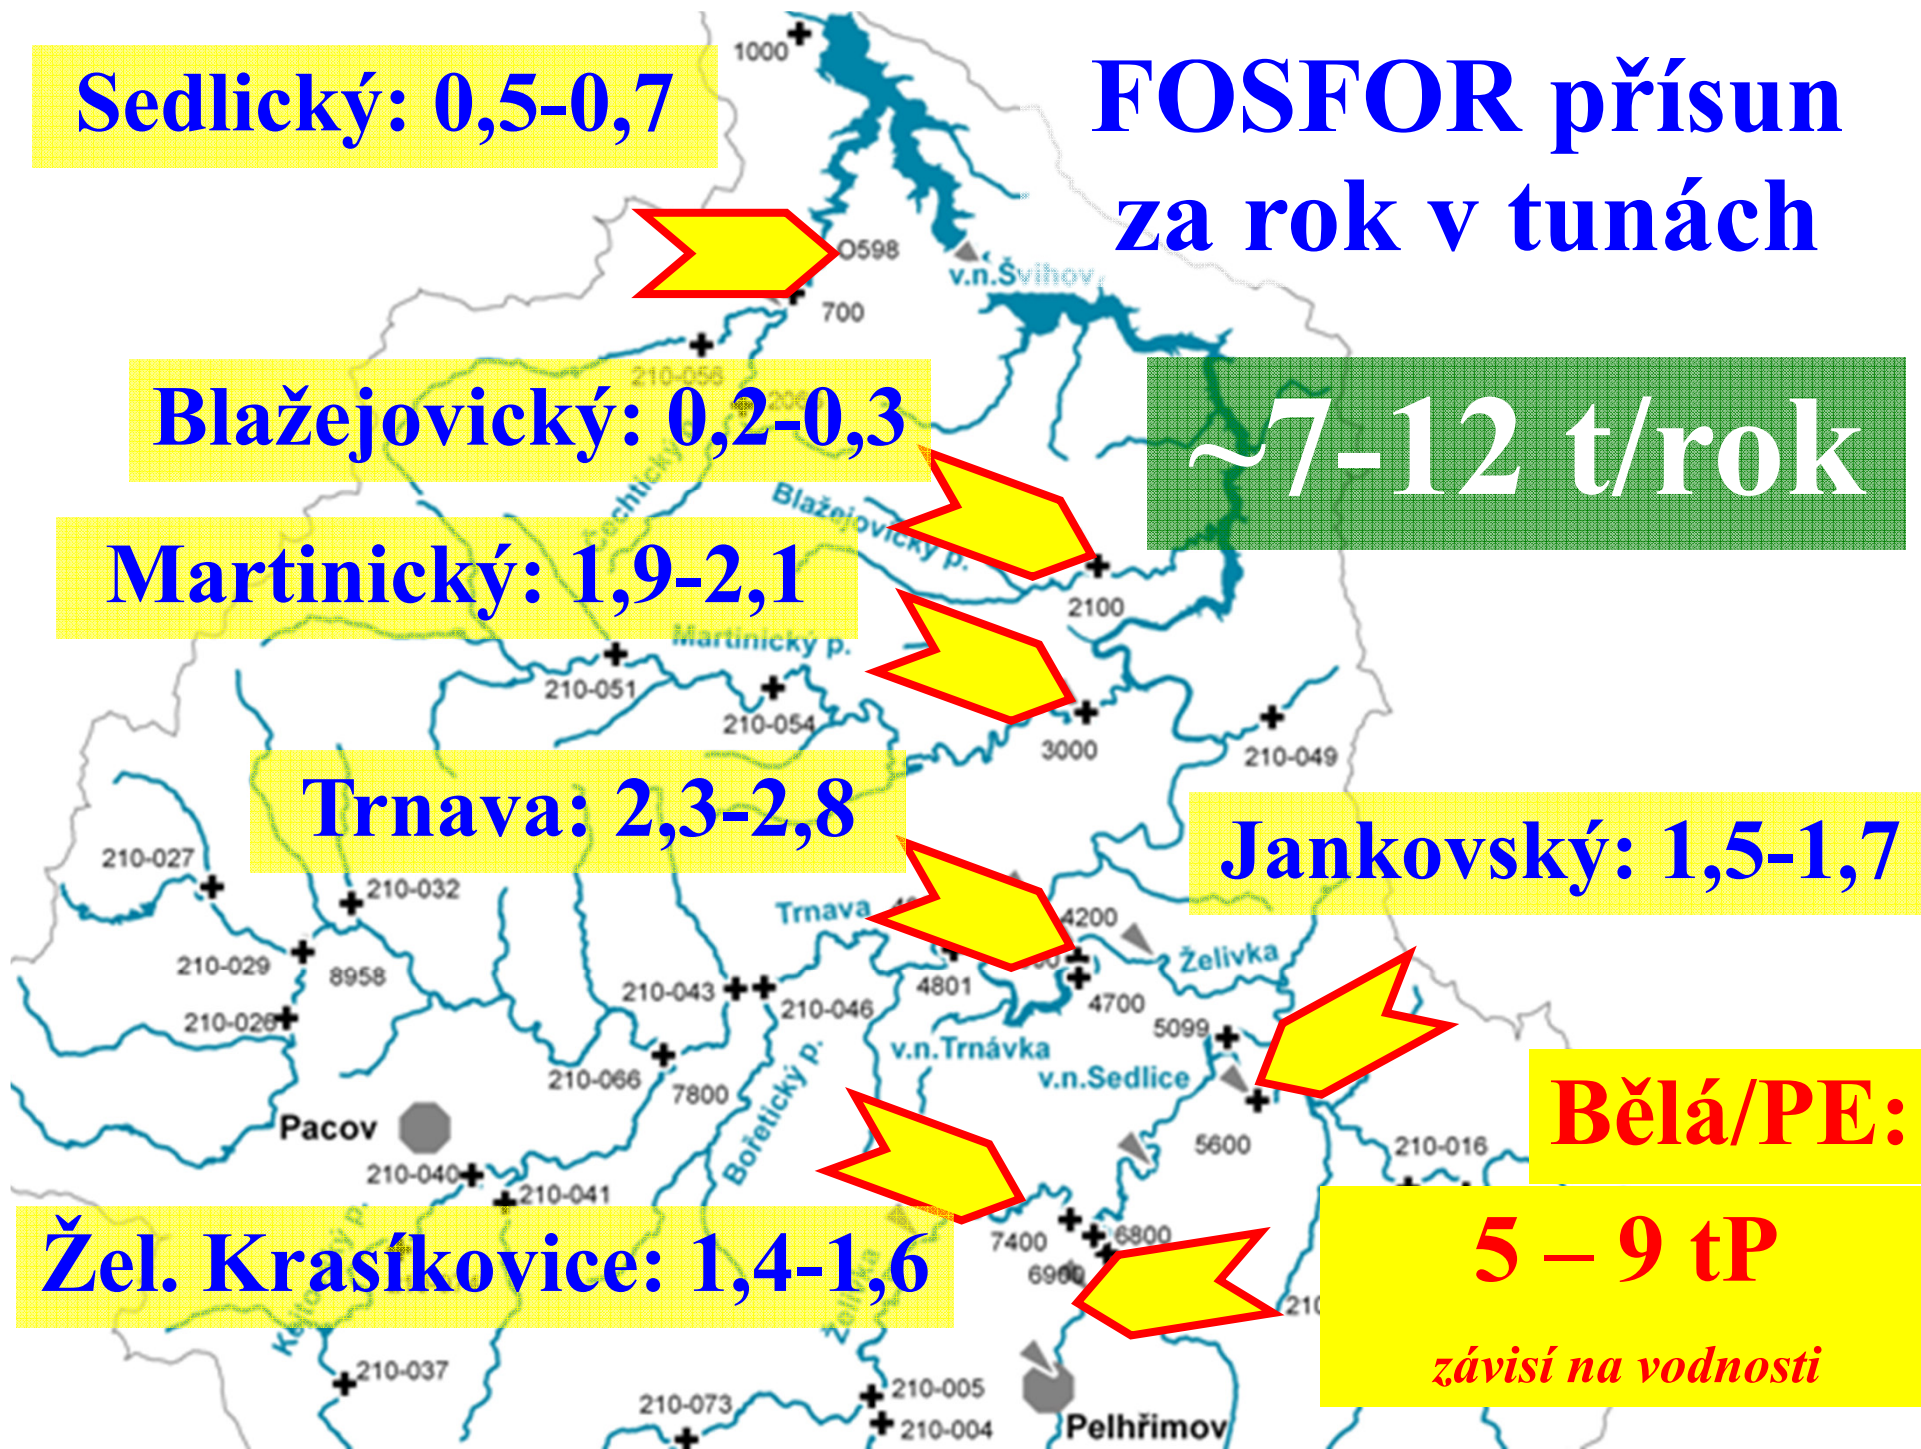 1000
Sedlický: 0,5-0,7
FOSFOR přísun
za rok v tunách
O598
v.n.Švihov
700
210-056
Blažejovický: 0,2-0,3
~7-12 t/rok
Blažejovický p.
Martinický: 1,9-2,1
2100
Martinický p.
210-051
210-054
3000
210-049
Trnava: 2,3-2,8
Jankovský: 1,5-1,7
210-027
210-032
Trnava
4200
Želivka
210-029
8958
210-043
210-046
4801
4700
210-026
5099
v.n.Trnávka
v.n.Sedlice
210-066
7800
Bořetický p.
Pacov
5600
210-016
Bělá/PE:
210-040
210-041
7400
6800
6900
Žel. Krasíkovice: 1,4-1,6
Želivka
5 – 9 tP
závisí na vodnosti
210-037
210-073
210-005
210-004
Pelhřimov